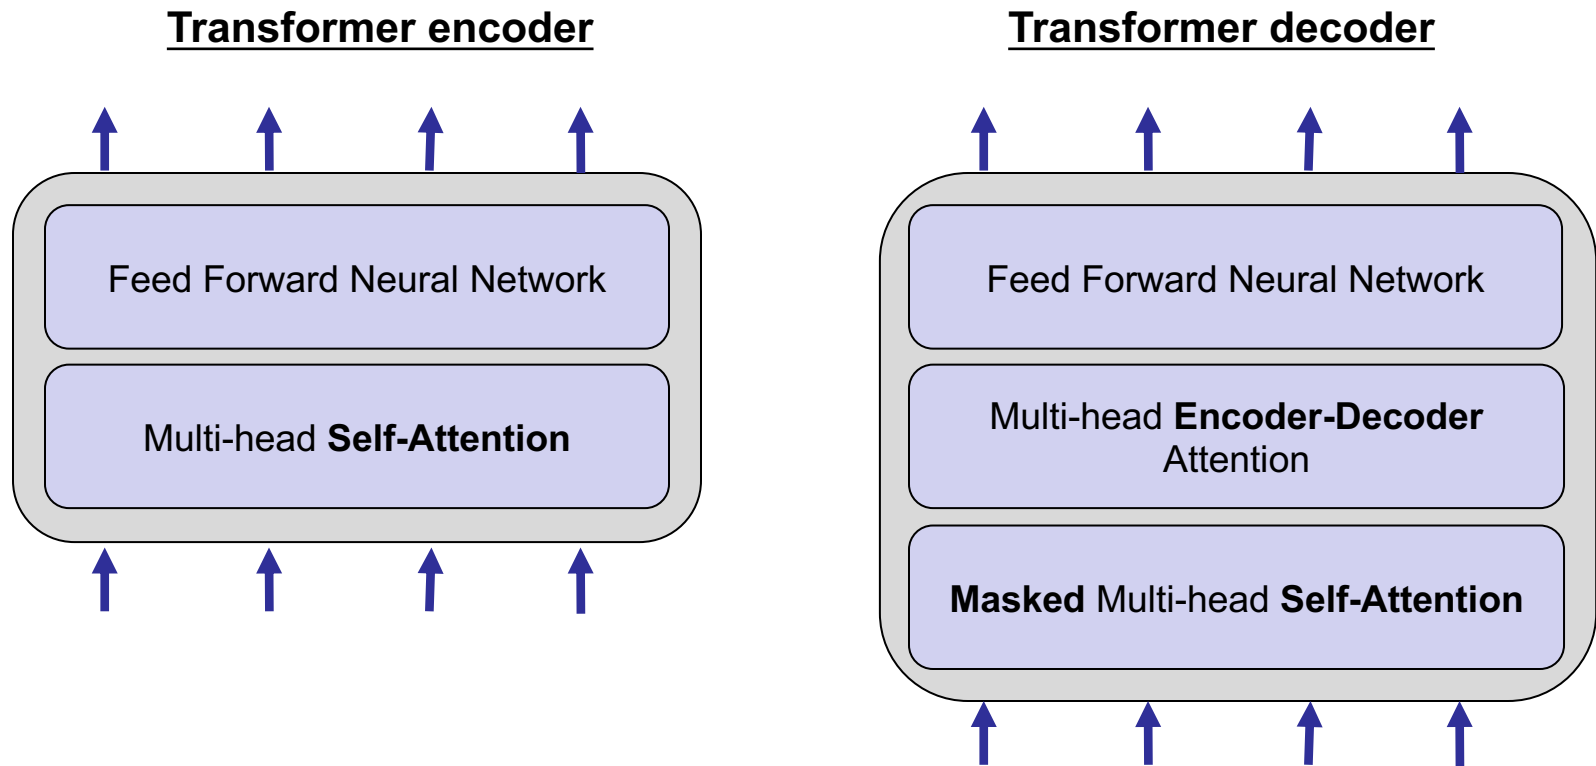 Transformer encoder
Feed Forward Neural Network
Multi-head Self-Attention
Transformer decoder
Feed Forward Neural Network
Multi-head Encoder-Decoder
Attention
Masked Multi-head Self-Attention